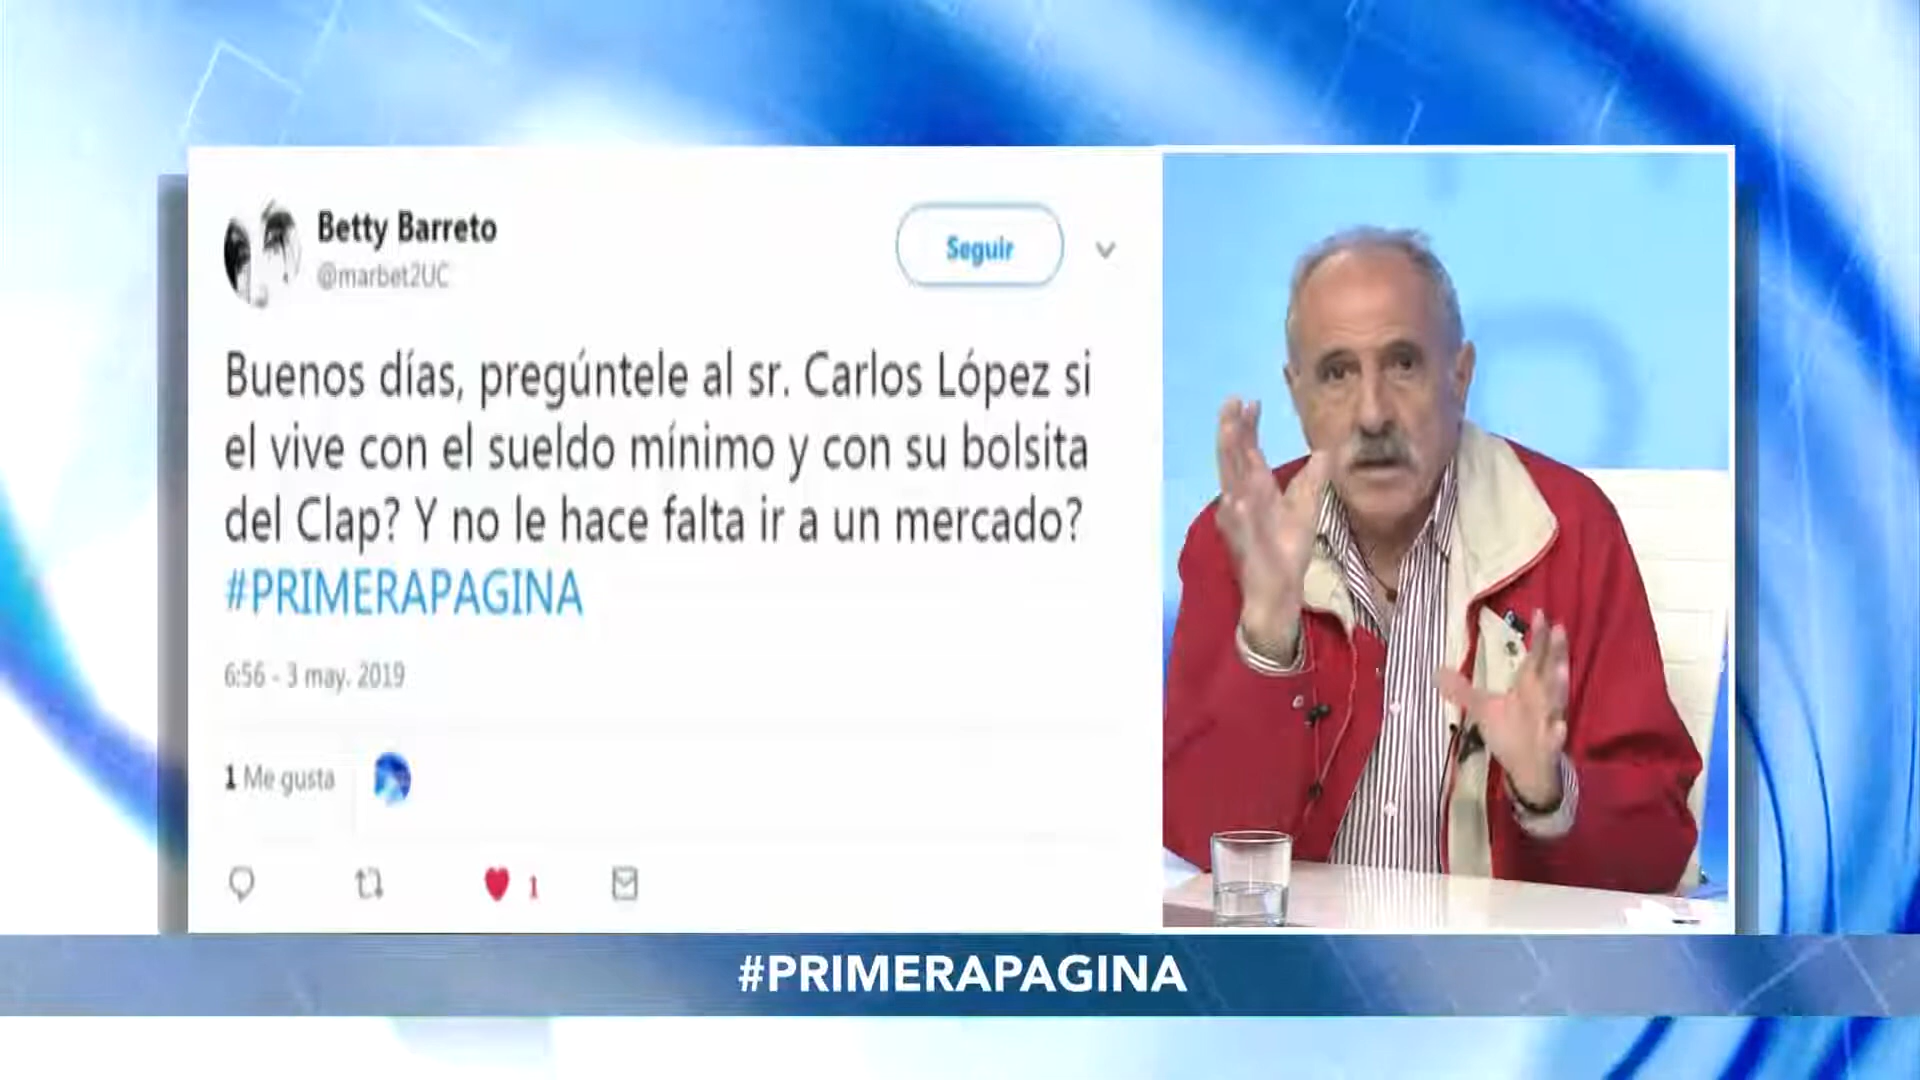 Betty Barreto
@marbet2UC
Seguir
Buenos días, pregúntele al sr. Carlos López si
el vive con el sueldo mínimo y con su bolsita
del Clap? Y no le hace falta ir a un mercado?
#PRIMERAPAGINA
6:56 - 3 may. 2019
1 Me gusta
1
#PRIMERAPAGINA